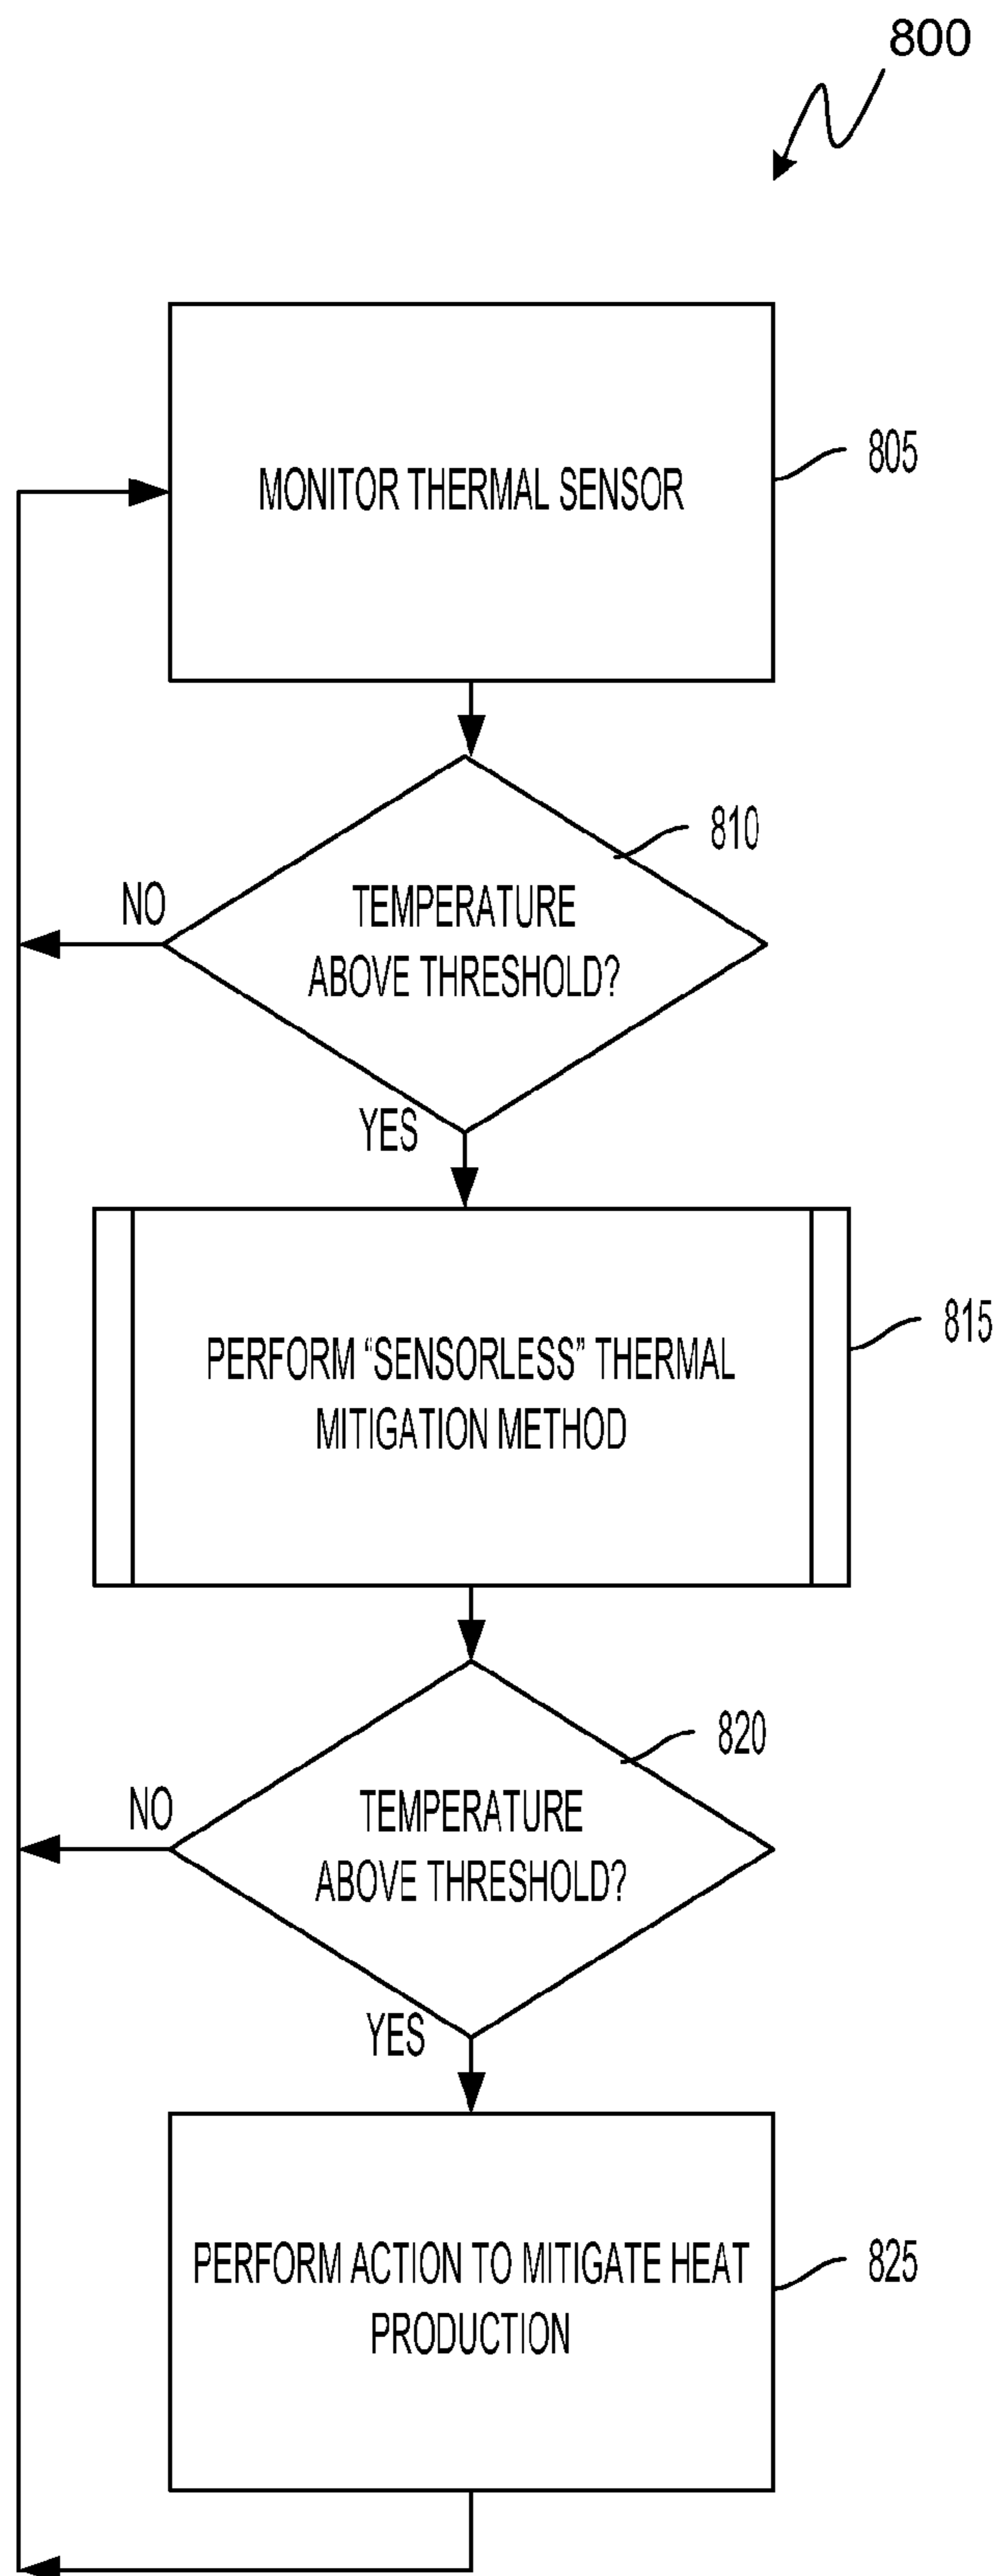 800
MONITOR THERMAL SENSOR
805
810
NO
TEMPERATURE
ABOVE THRESHOLD?
YES
PERFORM “SENSORLESS” THERMAL
MITIGATION METHOD
815
820
NO
TEMPERATURE
ABOVE THRESHOLD?
YES
PERFORM ACTION TO MITIGATE HEAT
PRODUCTION
825